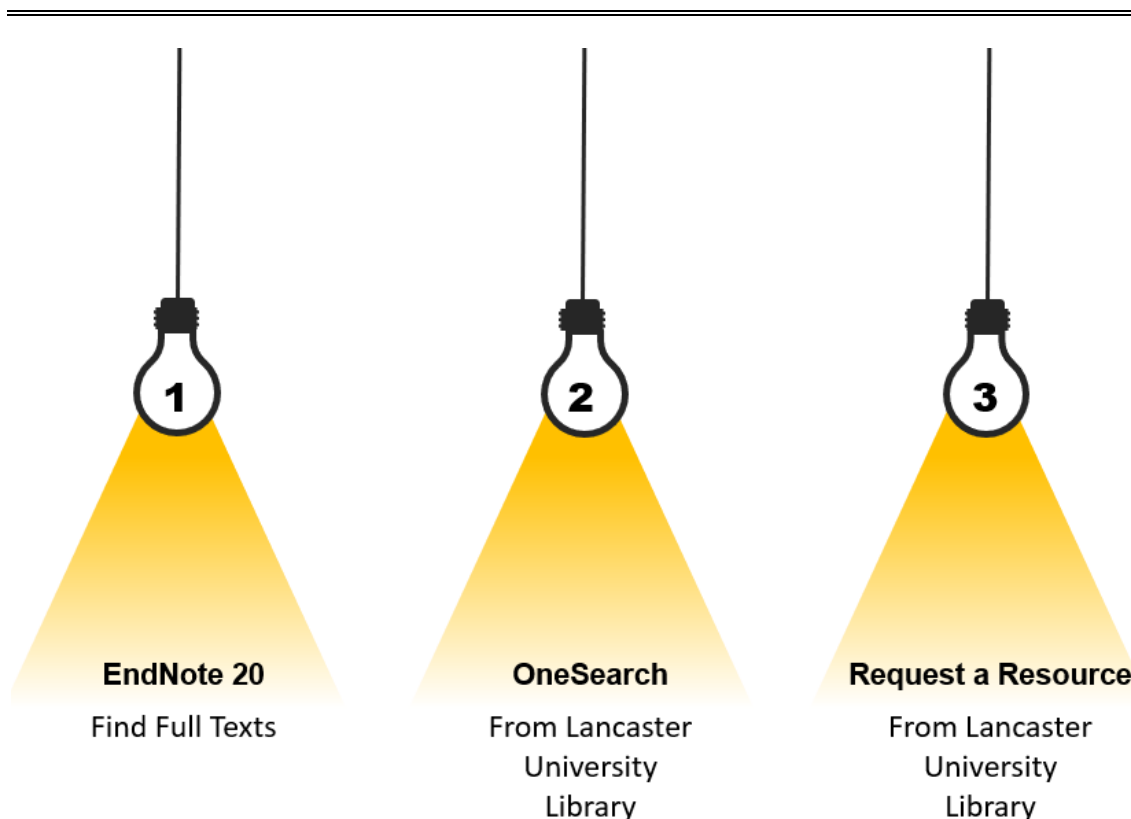 1
2
3
EndNote 20
Find Full Texts
OneSearch
From Lancaster
University
Library
Request a Resource
From Lancaster
University
Library